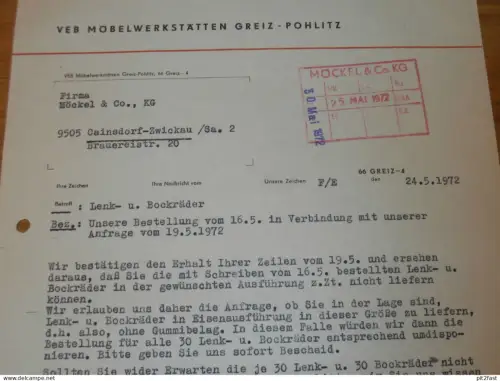 VEB MÖBELWERKSTÄTTEN GREIZ-POHLITZ
VEB Möbelwerkstätten Greiz-Pohlitz, 66 Greiz-4
Firma
Möckel & Co., KG
9505 Cainsdorf-Zwickau /Sa. 2
Brauereistr. 20
MÖCKEL & Co KG
25 MAI 1972
30 Mai 1972
66 GREIZ-4
Ihre Zeichen Ihre Nachricht vom Unsere Zeichen F/E den 24.5.1972
Betreff: Lenk- u. Bockräder
Bez.: Unsere Bestellung vom 16.5. in Verbindung mit unserer
Anfrage vom 19.5.1972
Wir bestätigen den Erhalt Ihrer Zeilen vom 19.5. und ersehen
daraus, daß Sie die mit Schreiben vom 16.5. bestellten Lenk- u.
Bockräder in der gewünschten Ausführung z.Zt. nicht liefern
können.
Wir erlauben uns daher die Anfrage, ob Sie in der Lage sind,
Lenk- u. Bockräder in Eisenausführung in dieser Größe zu liefern,
d.h. also, ohne Gummibelag. In diesem Falle würden wir dann die
Bestellung für alle 30 Lenk- u. Bockräder entsprechend umdispo-
nieren. Bitte geben Sie uns sofort Bescheid.
Sollten Sie wider Erwarten die je 30 Lenk- u. 30 Bockräder nicht
Sie uns wissen